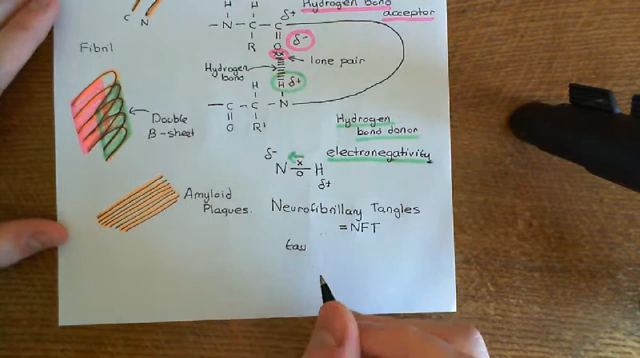 Hydrogen bond
acceptor
H H δ+
- N - C - C
R O δ-
C N
Fibril
lone pair
Hydrogen
bond
H H δ+
- C - C - N
O R'
Double
β-sheet
Hydrogen
bond donor
electronegativity
δ-
N x o H
δ+
Amyloid
Plaques.
Neurofibrillary Tangles
= NFT
tau